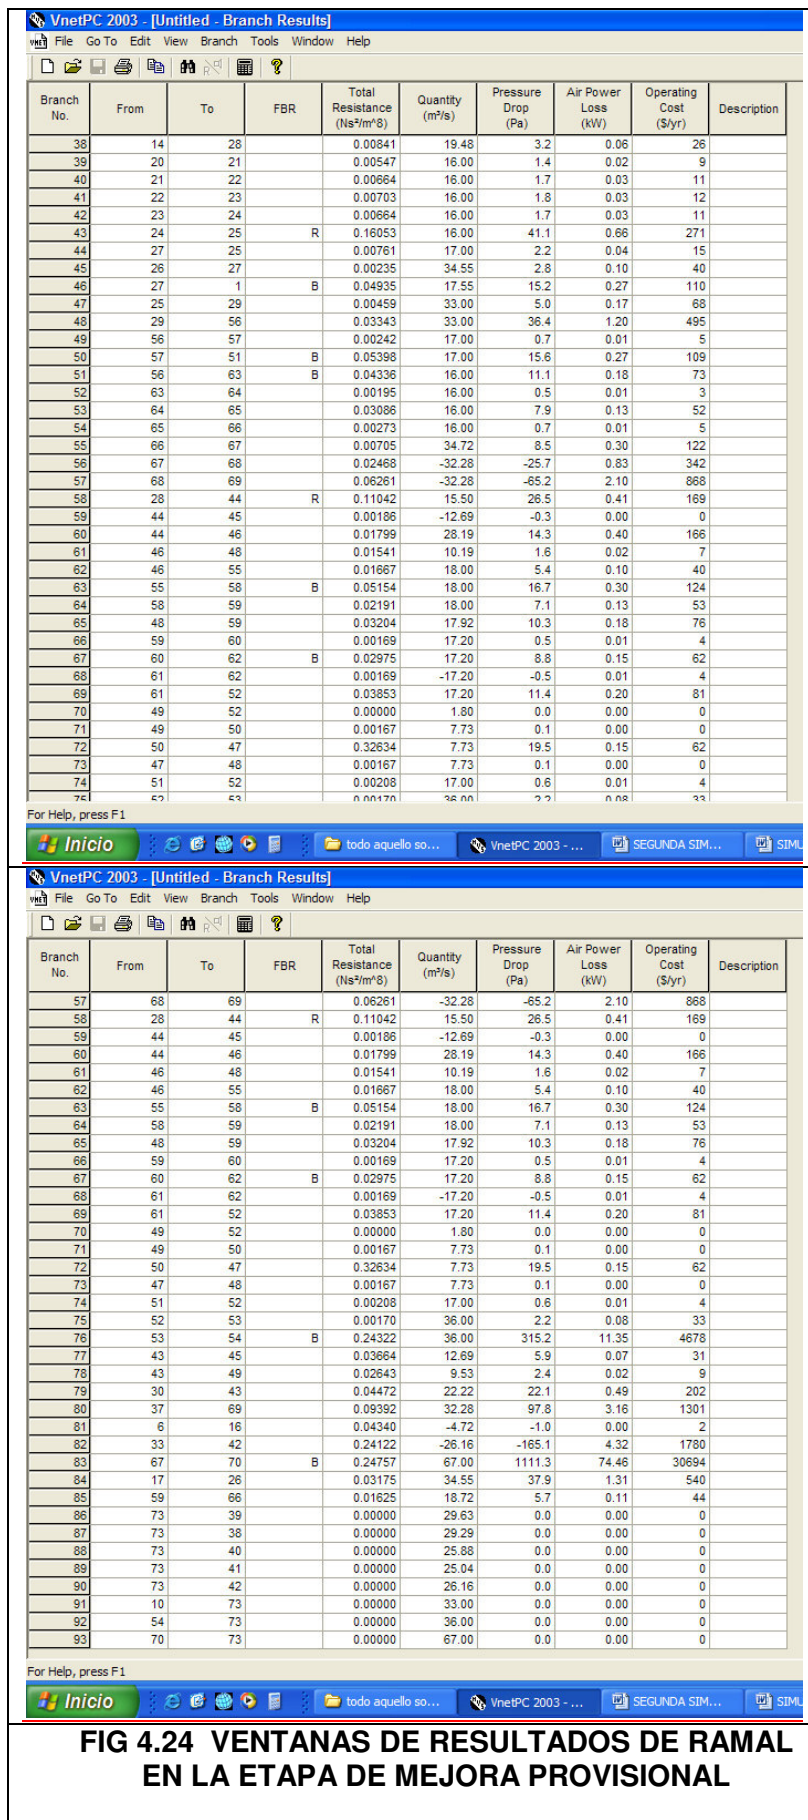 VnetPC 2003 - [Untitled - Branch Results]
File Go To Edit View Branch Tools Window Help
Branch No. From To FBR Total Resistance (Ns²/m^8) Quantity (m³/s) Pressure Drop (Pa) Air Power Loss (kW) Operating Cost ($/yr) Description
38 14 28 0.00841 19.48 3.2 0.06 26
39 20 21 0.00547 16.00 1.4 0.02 9
40 21 22 0.00664 16.00 1.7 0.03 11
41 22 23 0.00703 16.00 1.8 0.03 12
42 23 24 0.00664 16.00 1.7 0.03 11
43 24 25 R 0.16053 16.00 41.1 0.66 271
44 27 25 0.00761 17.00 2.2 0.04 15
45 26 27 0.00235 34.55 2.8 0.10 40
46 27 1 B 0.04935 17.55 15.2 0.27 110
47 25 29 0.00459 33.00 5.0 0.17 68
48 29 56 0.03343 33.00 36.4 1.20 495
49 56 57 0.00242 17.00 0.7 0.01 5
50 57 51 B 0.05398 17.00 15.6 0.27 109
51 56 63 B 0.04336 16.00 11.1 0.18 73
52 63 64 0.00195 16.00 0.5 0.01 3
53 64 65 0.03086 16.00 7.9 0.13 52
54 65 66 0.00273 16.00 0.7 0.01 5
55 66 67 0.00705 34.72 8.5 0.30 122
56 67 68 0.02468 -32.28 -25.7 0.83 342
57 68 69 0.06261 -32.28 -65.2 2.10 868
58 28 44 R 0.11042 15.50 26.5 0.41 169
59 44 45 0.00186 -12.69 -0.3 0.00 0
60 44 46 0.01799 28.19 14.3 0.40 166
61 46 48 0.01541 10.19 1.6 0.02 7
62 46 55 0.01667 18.00 5.4 0.10 40
63 55 58 B 0.05154 18.00 16.7 0.30 124
64 58 59 0.02191 18.00 7.1 0.13 53
65 48 59 0.03204 17.92 10.3 0.18 76
66 59 60 0.00169 17.20 0.5 0.01 4
67 60 62 B 0.02975 17.20 8.8 0.15 62
68 61 62 0.00169 -17.20 -0.5 0.01 4
69 61 52 0.03853 17.20 11.4 0.20 81
70 49 52 0.00000 1.80 0.0 0.00 0
71 49 50 0.00167 7.73 0.1 0.00 0
72 50 47 0.32634 7.73 19.5 0.15 62
73 47 48 0.00167 7.73 0.1 0.00 0
74 51 52 0.00208 17.00 0.6 0.01 4
75 52 53 0.00170 36.00 2.2 0.08 33
For Help, press F1
Inicio todo aquello so... VnetPC 2003 - ... SEGUNDA SIM... SIMU
VnetPC 2003 - [Untitled - Branch Results]
File Go To Edit View Branch Tools Window Help
Branch No. From To FBR Total Resistance (Ns²/m^8) Quantity (m³/s) Pressure Drop (Pa) Air Power Loss (kW) Operating Cost ($/yr) Description
57 68 69 0.06261 -32.28 -65.2 2.10 868
58 28 44 R 0.11042 15.50 26.5 0.41 169
59 44 45 0.00186 -12.69 -0.3 0.00 0
60 44 46 0.01799 28.19 14.3 0.40 166
61 46 48 0.01541 10.19 1.6 0.02 7
62 46 55 0.01667 18.00 5.4 0.10 40
63 55 58 B 0.05154 18.00 16.7 0.30 124
64 58 59 0.02191 18.00 7.1 0.13 53
65 48 59 0.03204 17.92 10.3 0.18 76
66 59 60 0.00169 17.20 0.5 0.01 4
67 60 62 B 0.02975 17.20 8.8 0.15 62
68 61 62 0.00169 -17.20 -0.5 0.01 4
69 61 52 0.03853 17.20 11.4 0.20 81
70 49 52 0.00000 1.80 0.0 0.00 0
71 49 50 0.00167 7.73 0.1 0.00 0
72 50 47 0.32634 7.73 19.5 0.15 62
73 47 48 0.00167 7.73 0.1 0.00 0
74 51 52 0.00208 17.00 0.6 0.01 4
75 52 53 0.00170 36.00 2.2 0.08 33
76 53 54 B 0.24322 36.00 315.2 11.35 4678
77 43 45 0.03664 12.69 5.9 0.07 31
78 43 49 0.02643 9.53 2.4 0.02 9
79 30 43 0.04472 22.22 22.1 0.49 202
80 37 69 0.09392 32.28 97.8 3.16 1301
81 6 16 0.04340 -4.72 -1.0 0.00 2
82 33 42 0.24122 -26.16 -165.1 4.32 1780
83 67 70 B 0.24757 67.00 1111.3 74.46 30694
84 17 26 0.03175 34.55 37.9 1.31 540
85 59 66 0.01625 18.72 5.7 0.11 44
86 73 39 0.00000 29.63 0.0 0.00 0
87 73 38 0.00000 29.29 0.0 0.00 0
88 73 40 0.00000 25.88 0.0 0.00 0
89 73 41 0.00000 25.04 0.0 0.00 0
90 73 42 0.00000 26.16 0.0 0.00 0
91 10 73 0.00000 33.00 0.0 0.00 0
92 54 73 0.00000 36.00 0.0 0.00 0
93 70 73 0.00000 67.00 0.0 0.00 0
For Help, press F1
Inicio todo aquello so... VnetPC 2003 - ... SEGUNDA SIM... SIMU
FIG 4.24 VENTANAS DE RESULTADOS DE RAMAL
EN LA ETAPA DE MEJORA PROVISIONAL